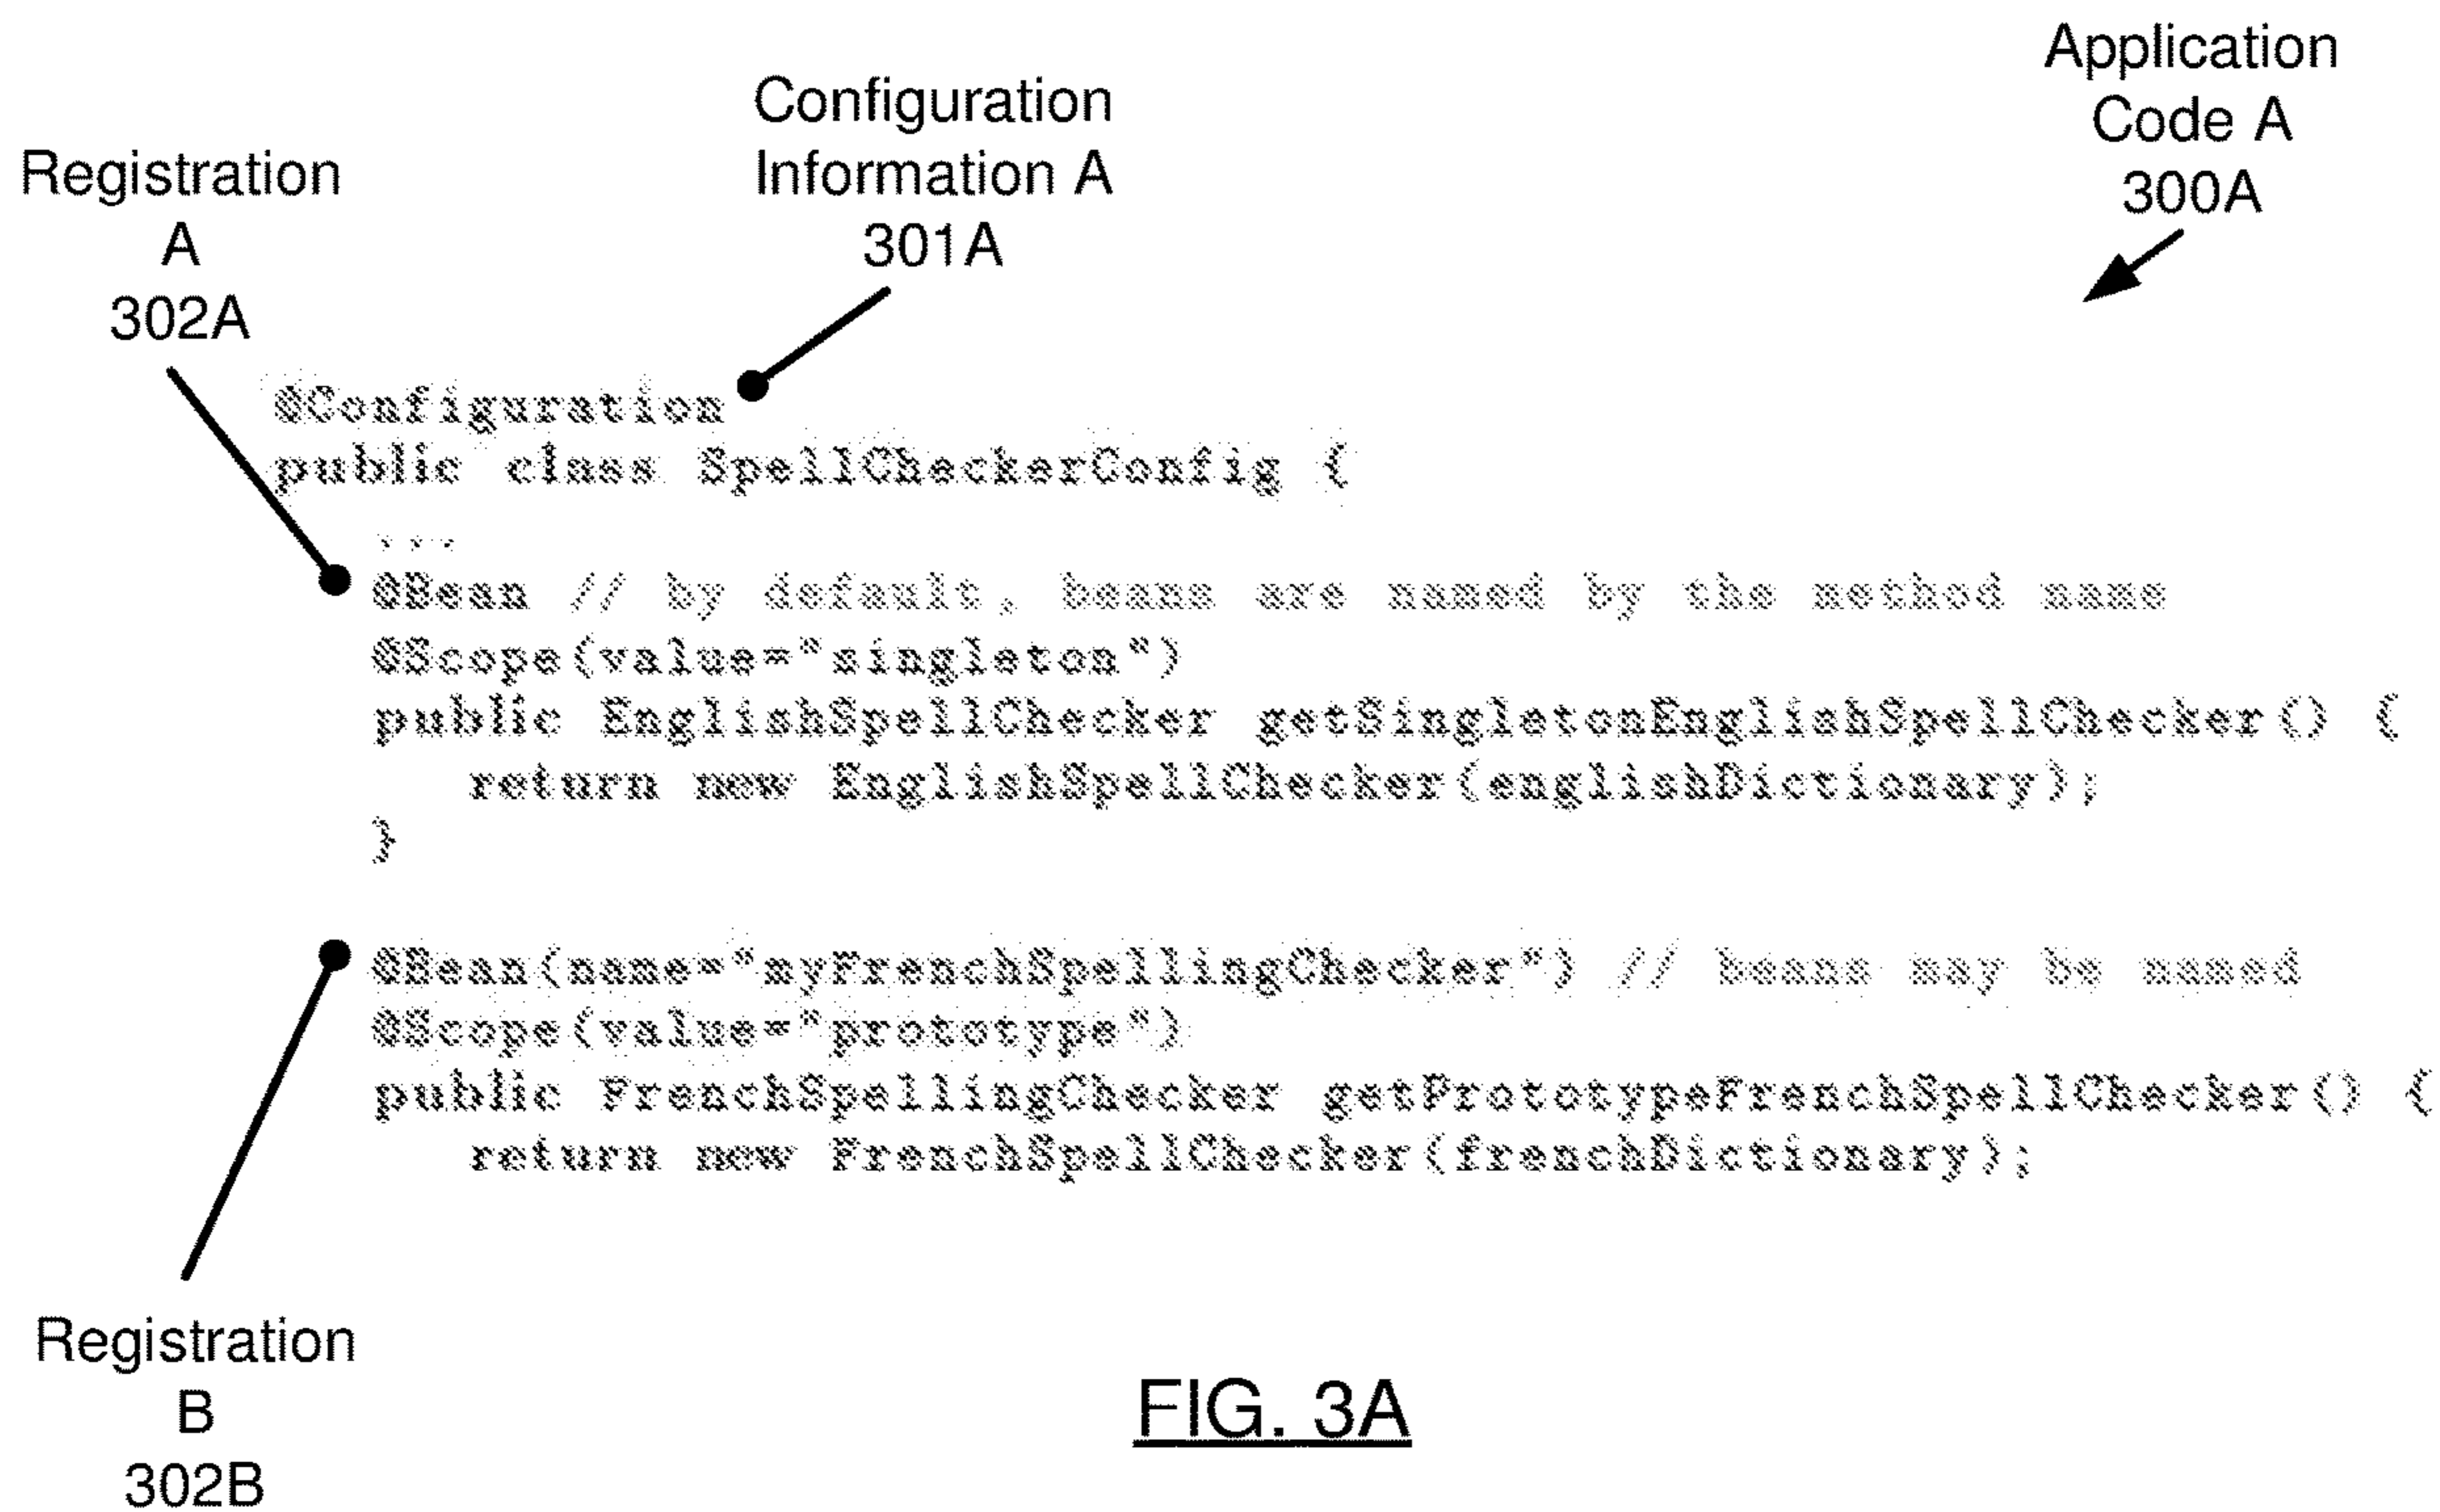 Application
Code A
300A
Configuration
Information A
301A
Registration
A
302A
@Configuration
public class SpellCheckerConfig {
...
@Bean // by default, beans are named by the method name
@Scope(value="singleton")
public EnglishSpellChecker getSingletonEnglishSpellChecker() {
return new EnglishSpellChecker(englishDictionary);
}
@Bean(name="myFrenchSpellingChecker") // beans may be named
@Scope(value="prototype")
public FrenchSpellingChecker getPrototypeFrenchSpellChecker() {
return new FrenchSpellChecker(frenchDictionary);
Registration
B
302B
FIG. 3A